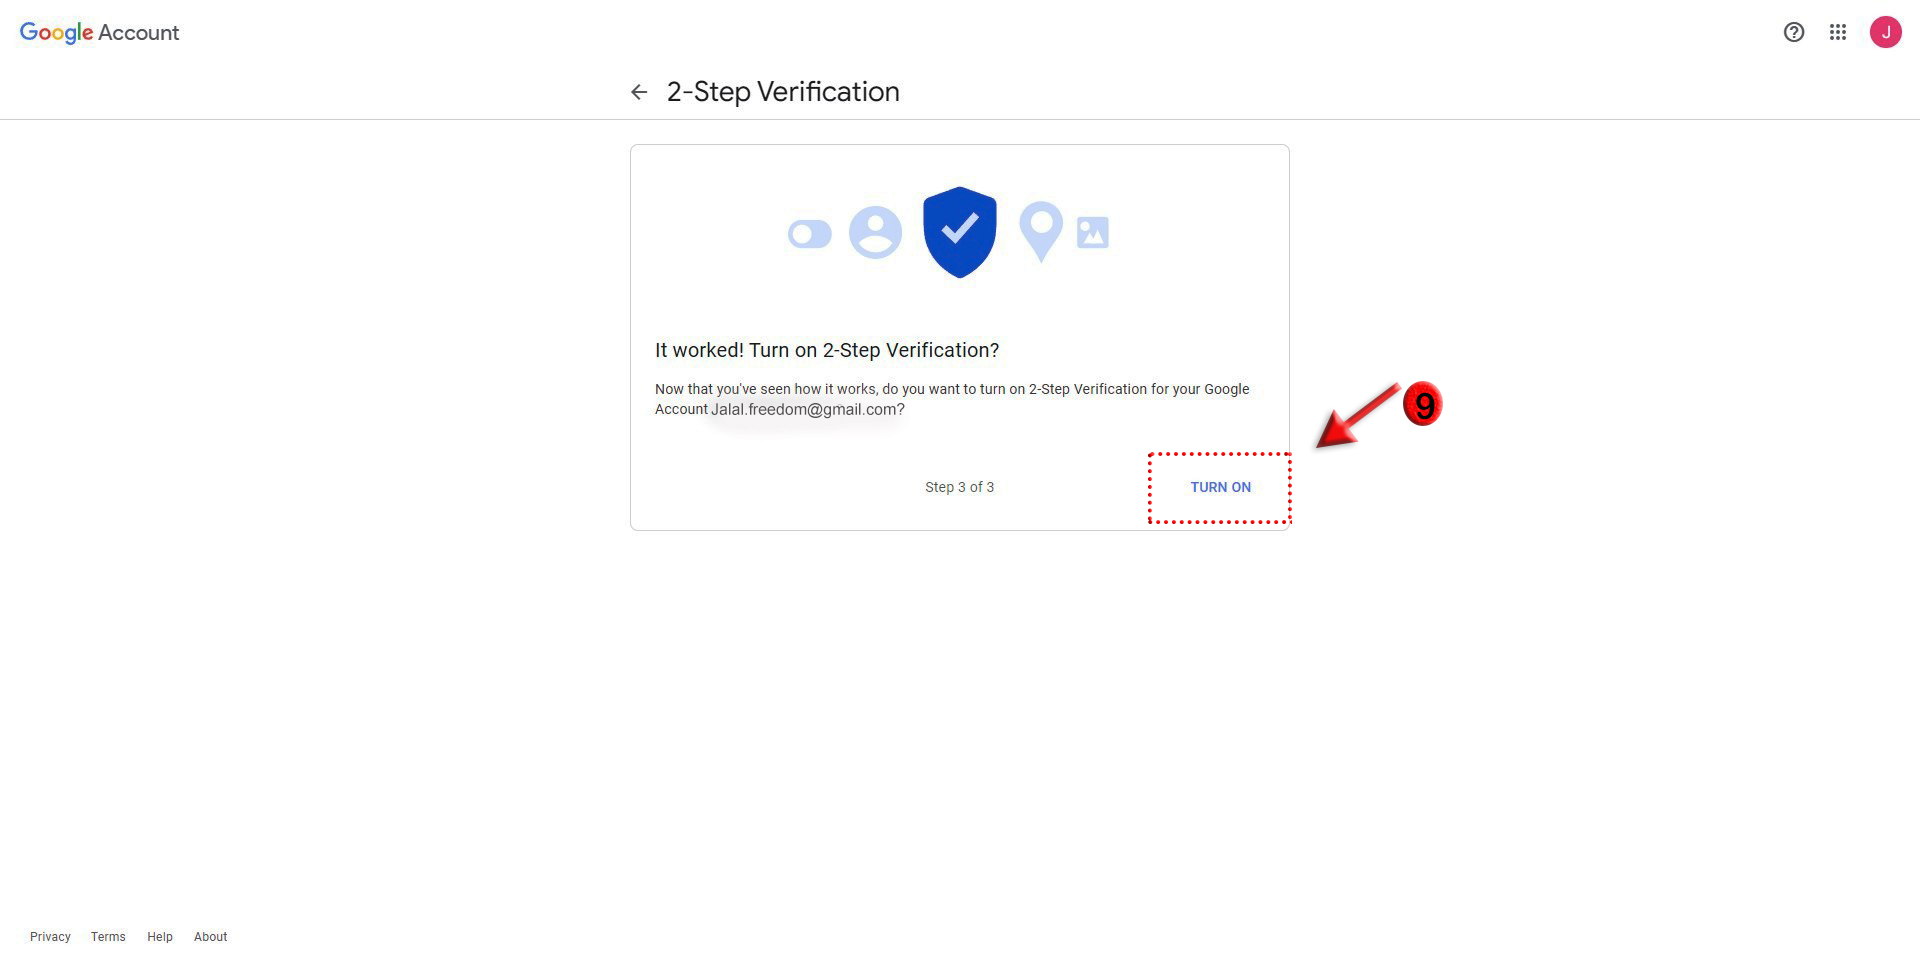 Google Account
J
2-Step Verification
It worked! Turn on 2-Step Verification?
Now that you've seen how it works, do you want to turn on 2-Step Verification for your Google
Account Jalal.freedom@gmail.com?
9
Step 3 of 3
TURN ON
Privacy Terms Help About